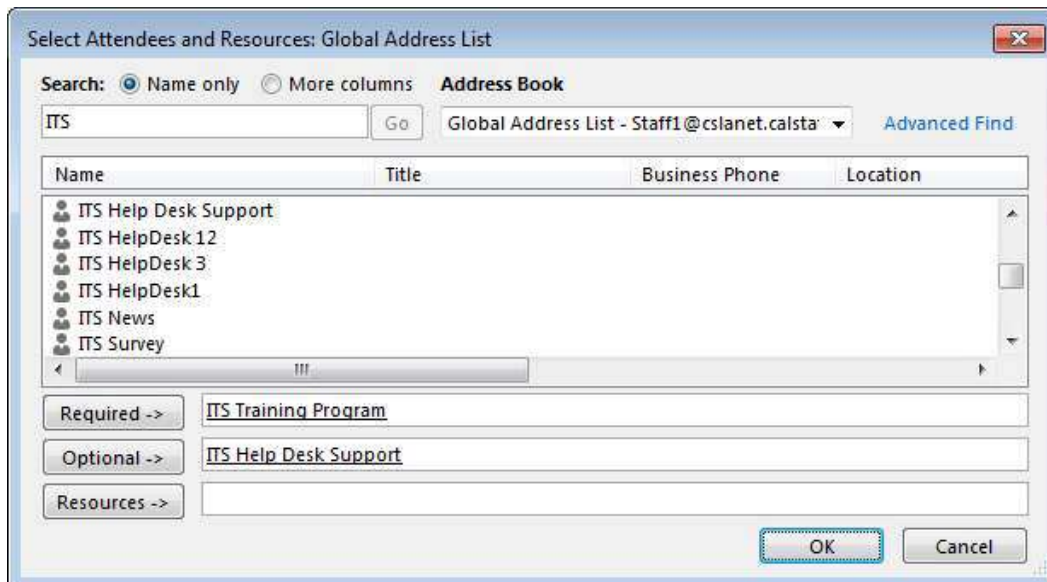 Select Attendees and Resources: Global Address List
Search: Name only More columns Address Book
ITS Go Global Address List - Staff1@cslanet.calsta Advanced Find
Name Title Business Phone Location
ITS Help Desk Support
ITS HelpDesk 12
ITS HelpDesk 3
ITS HelpDesk1
ITS News
ITS Survey
Required -> ITS Training Program
Optional -> ITS Help Desk Support
Resources ->
OK Cancel